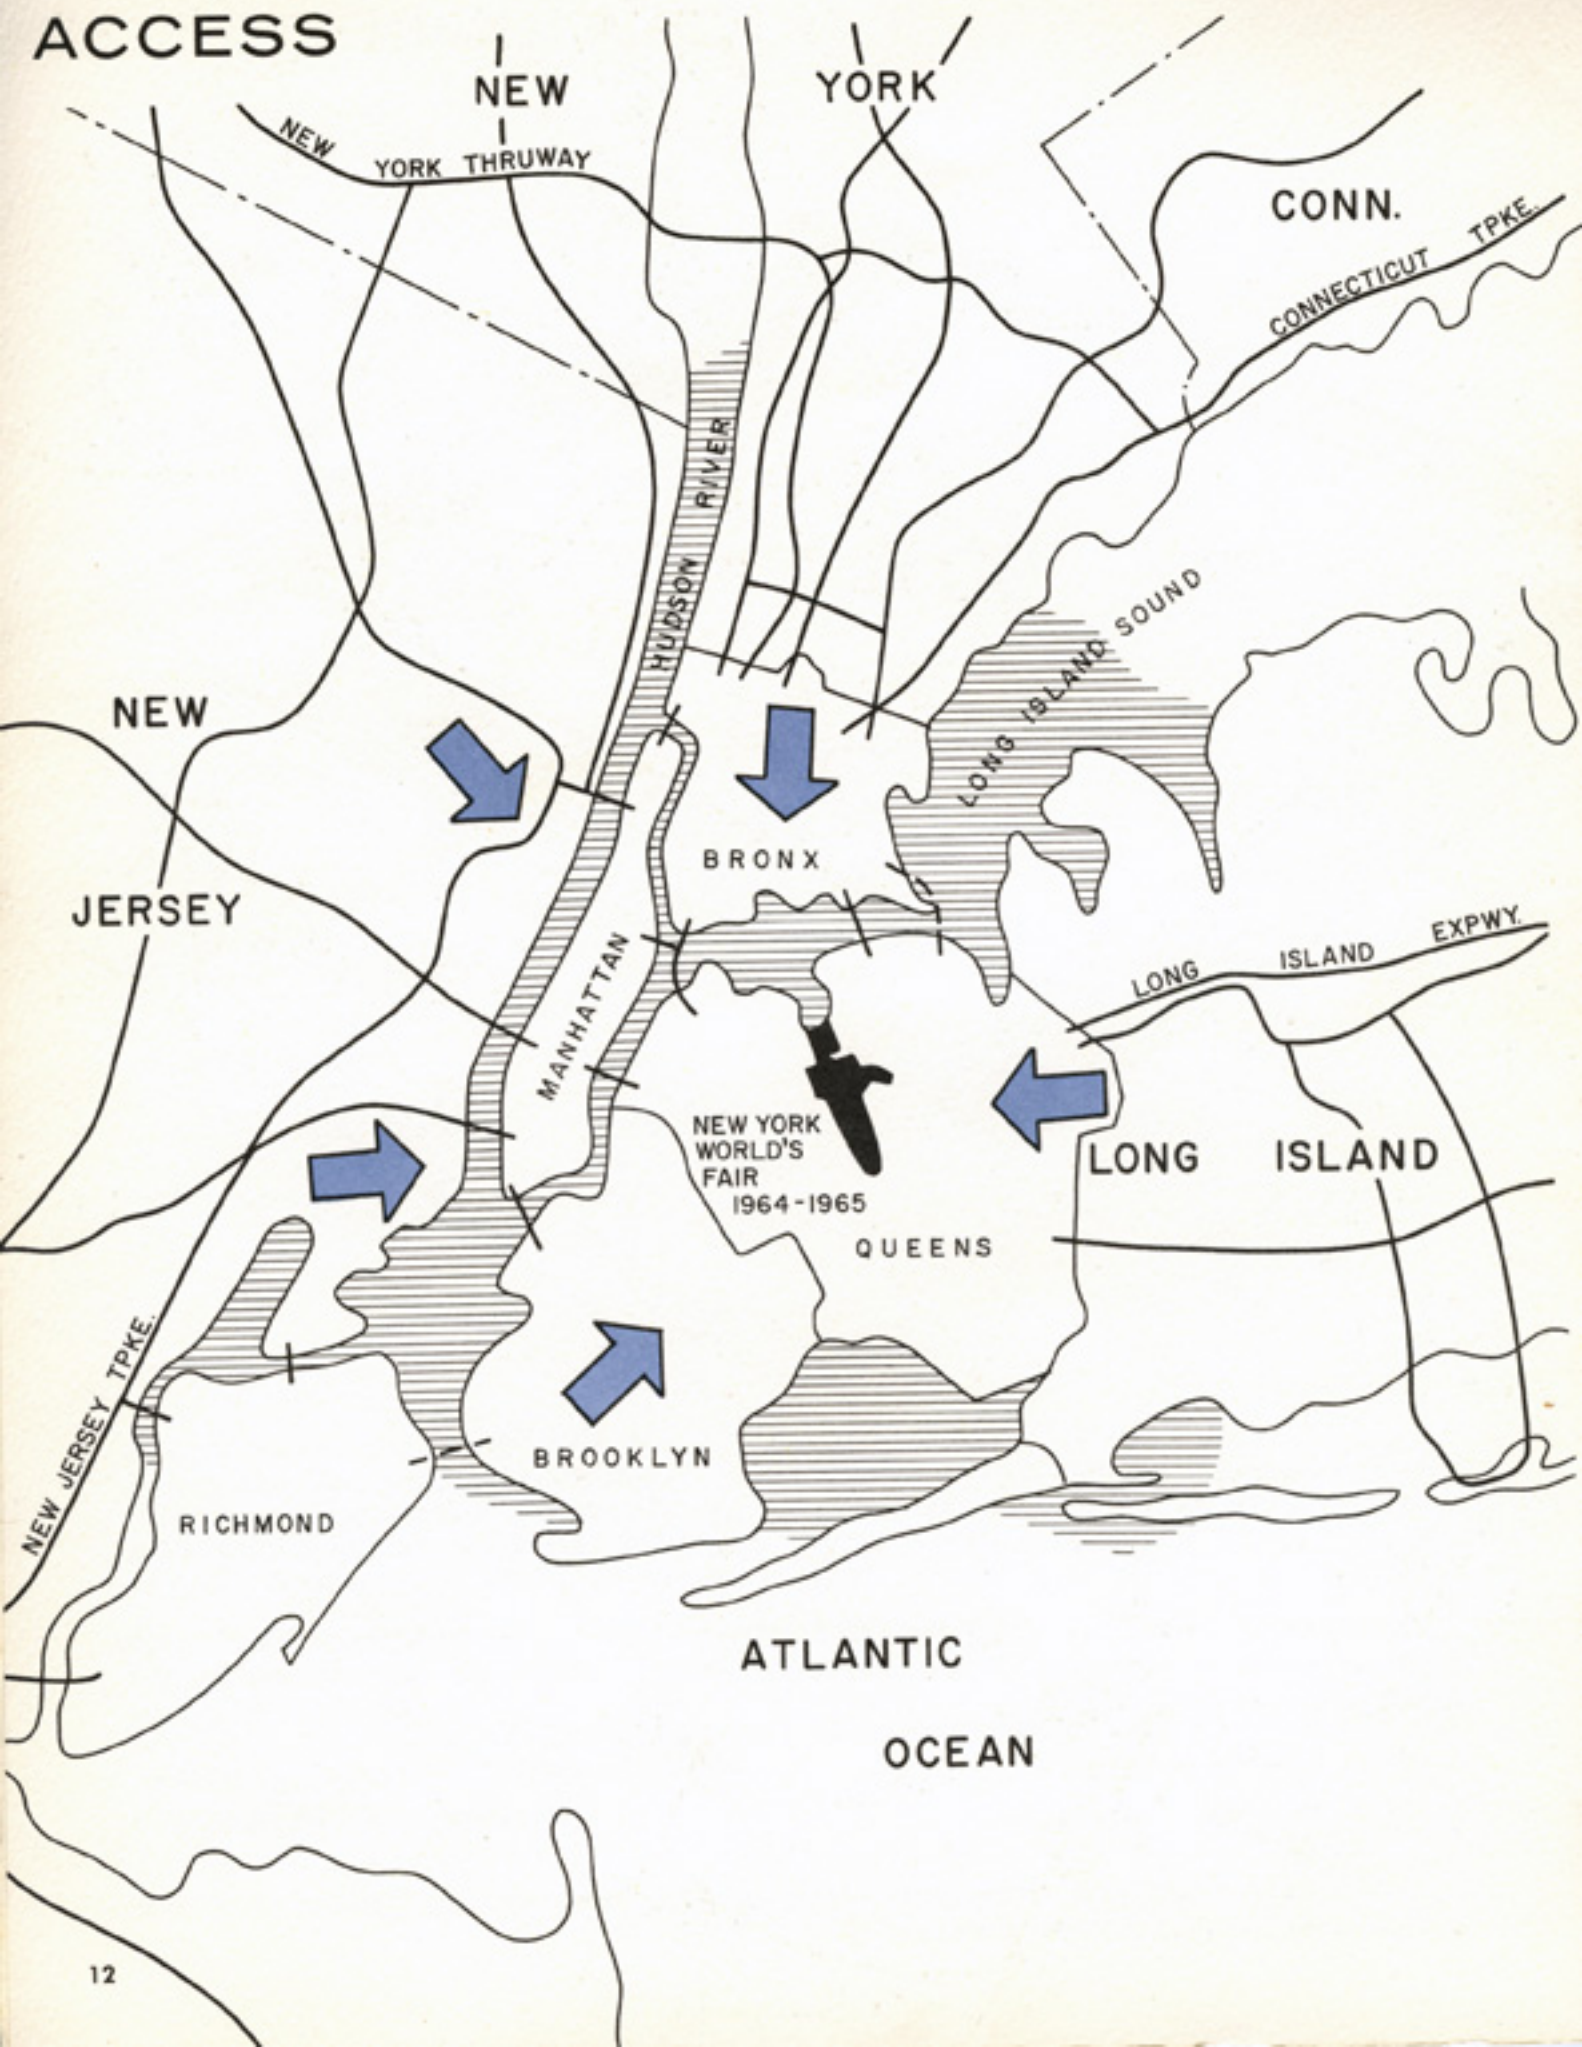 ACCESS
NEW YORK
NEW YORK THRUWAY
CONN.
CONNECTICUT TPKE.
HUDSON RIVER
LONG ISLAND SOUND
NEW
JERSEY
BRONX
MANHATTAN
LONG ISLAND EXPWY.
NEW YORK
WORLD'S
FAIR
1964-1965
LONG ISLAND
QUEENS
NEW JERSEY TPKE.
BROOKLYN
RICHMOND
ATLANTIC
OCEAN
12